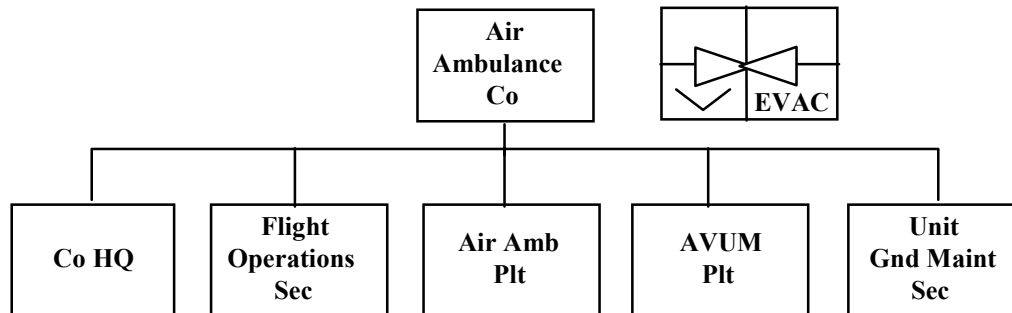 Air
Ambulance
Co
EVAC
Co HQ
Flight
Operations
Sec
Air Amb
Plt
AVUM
Plt
Unit
Gnd Maint
Sec